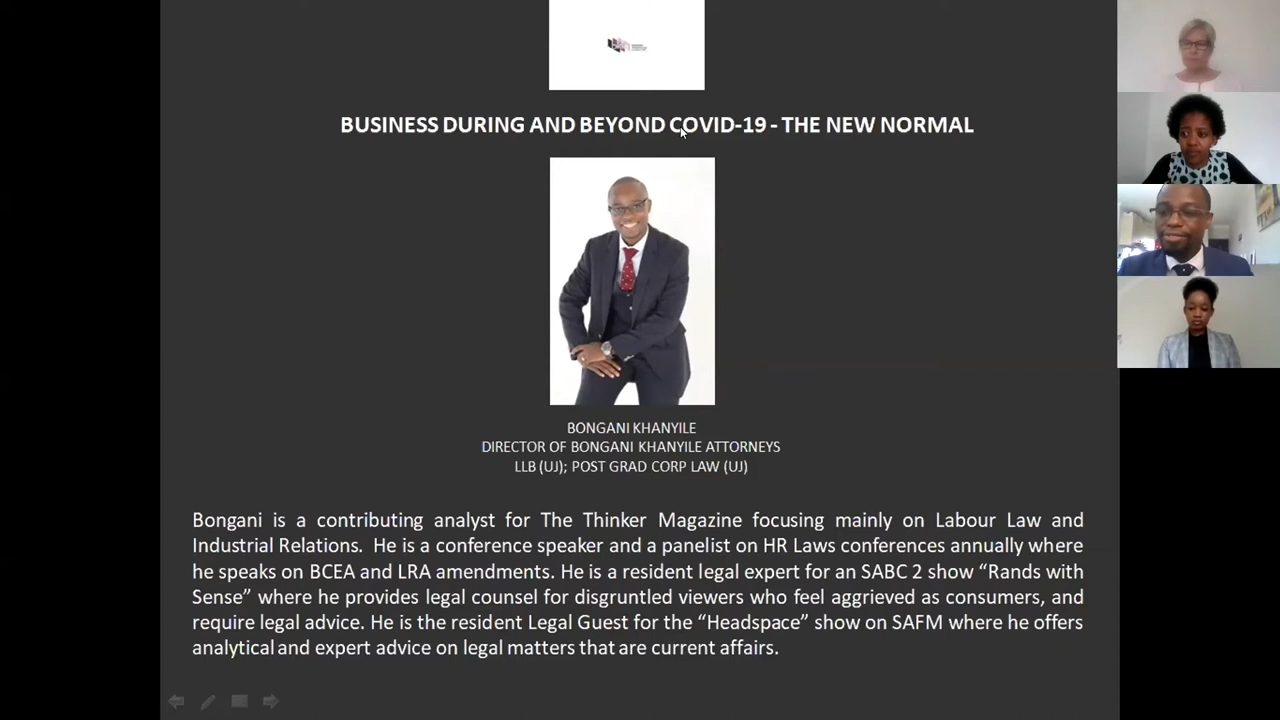 BUSINESS DURING AND BEYOND COVID-19 - THE NEW NORMAL
BONGANI KHANYILE
DIRECTOR OF BONGANI KHANYILE ATTORNEYS
LLB (UJ); POST GRAD CORP LAW (UJ)
Bongani is a contributing analyst for The Thinker Magazine focusing mainly on Labour Law and
Industrial Relations. He is a conference speaker and a panelist on HR Laws conferences annually where
he speaks on BCEA and LRA amendments. He is a resident legal expert for an SABC 2 show “Rands with
Sense” where he provides legal counsel for disgruntled viewers who feel aggrieved as consumers, and
require legal advice. He is the resident Legal Guest for the “Headspace” show on SAFM where he offers
analytical and expert advice on legal matters that are current affairs.